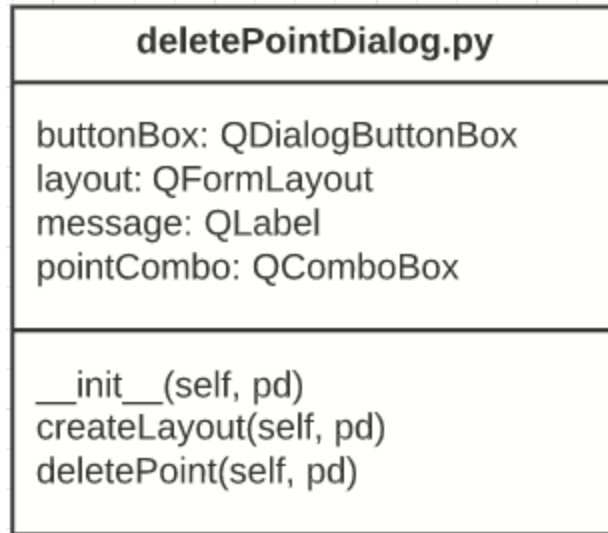 deletePointDialog.py
buttonBox: QDialogButtonBox
layout: QFormLayout
message: QLabel
pointCombo: QComboBox
__init__(self, pd)
createLayout(self, pd)
deletePoint(self, pd)